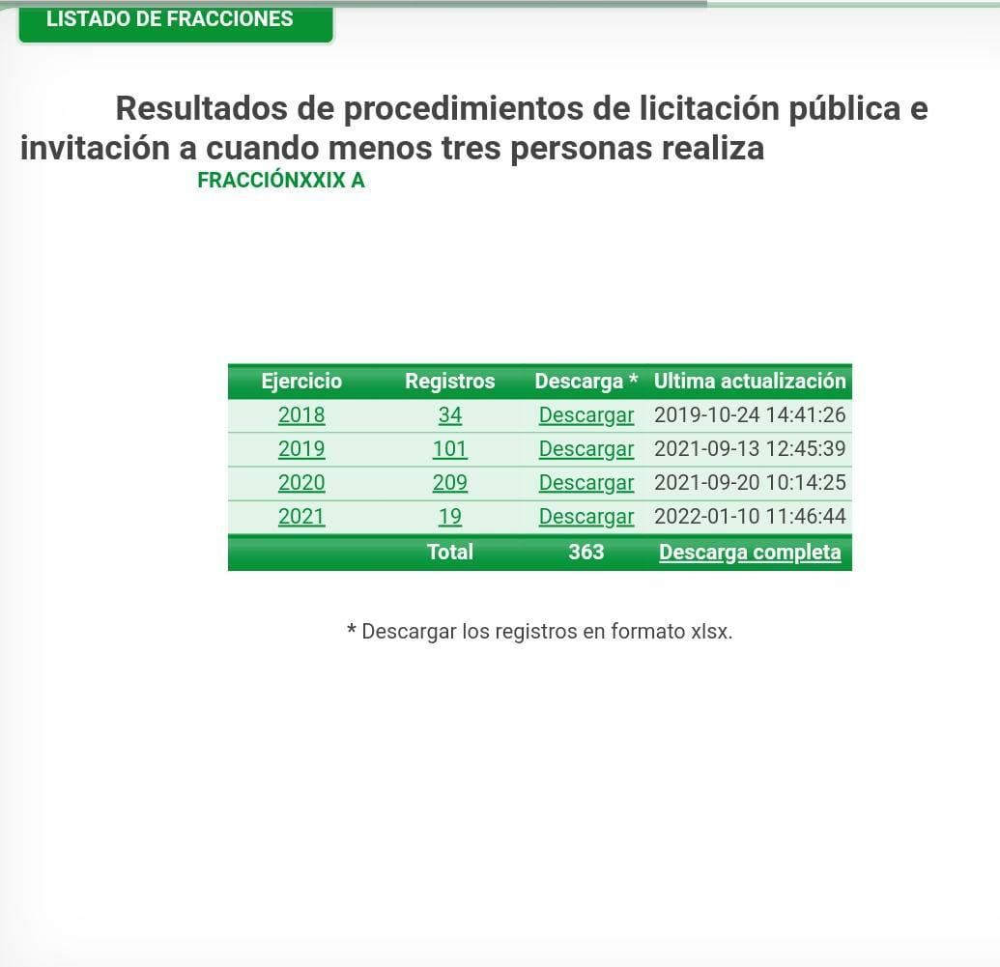 LISTADO DE FRACCIONES
Resultados de procedimientos de licitación pública e
invitación a cuando menos tres personas realiza
FRACCIÓNXXIX A
Ejercicio Registros Descarga * Ultima actualización
2018 34 Descargar 2019-10-24 14:41:26
2019 101 Descargar 2021-09-13 12:45:39
2020 209 Descargar 2021-09-20 10:14:25
2021 19 Descargar 2022-01-10 11:46:44
Total 363 Descarga completa
* Descargar los registros en formato xlsx.